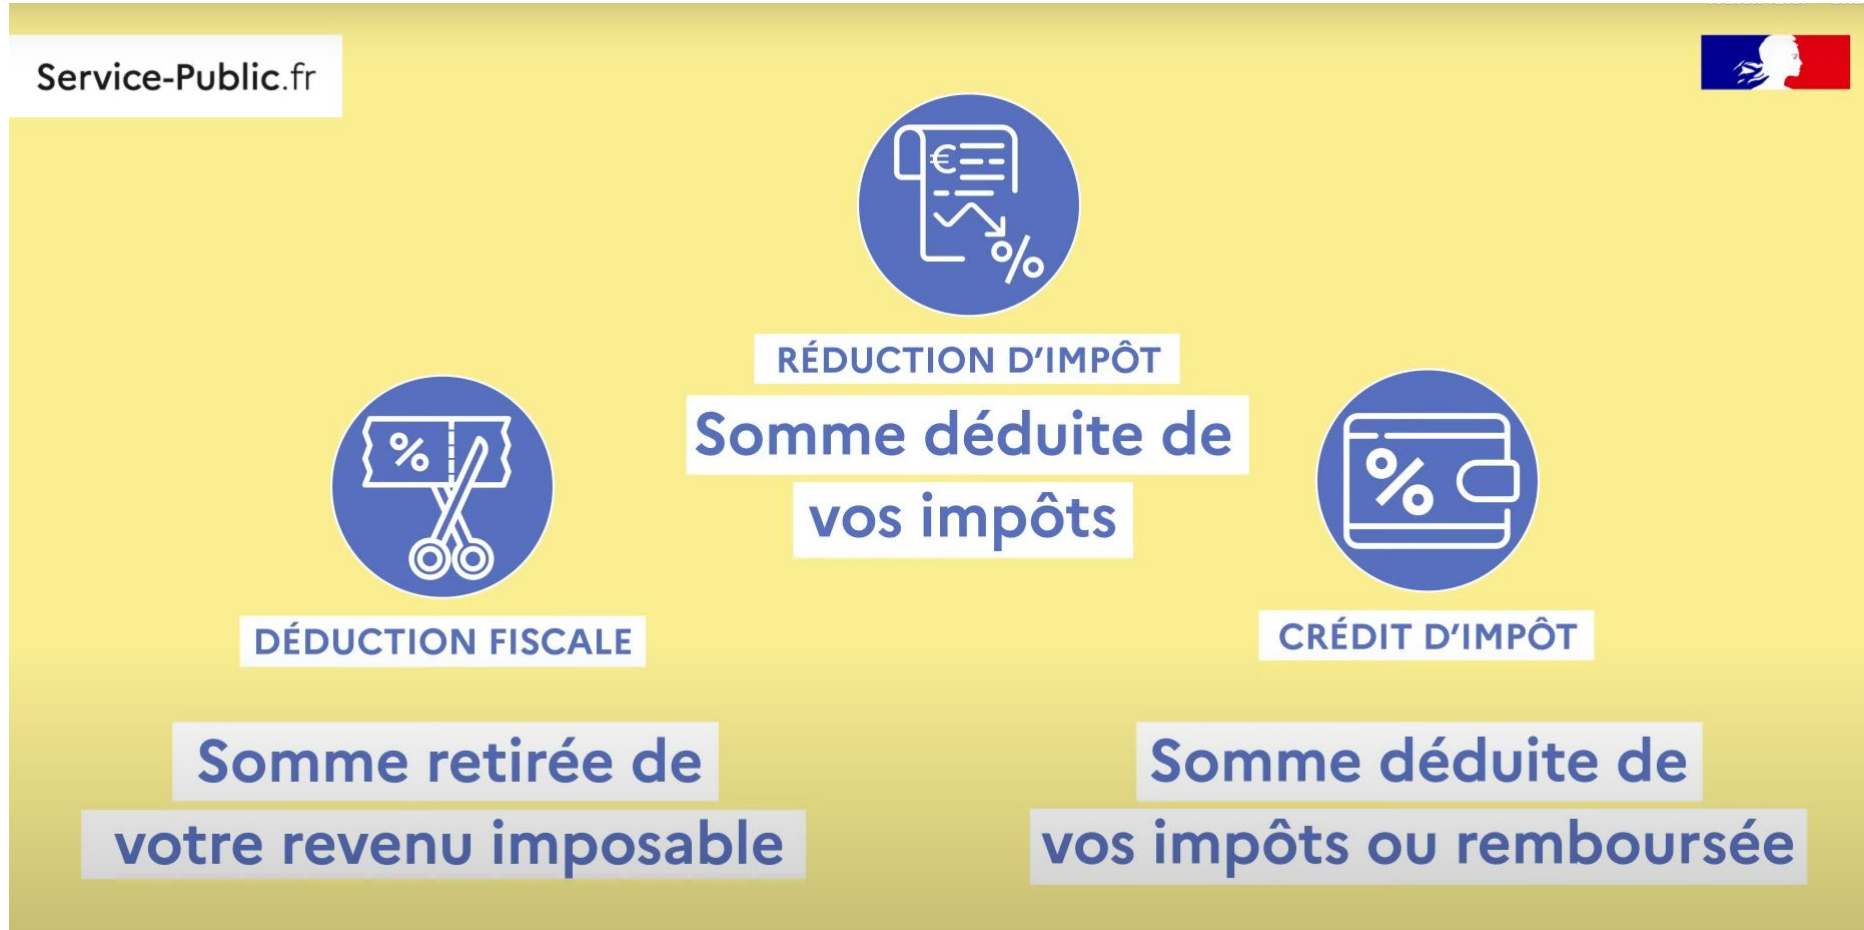 Service-Public.fr
RÉDUCTION D'IMPÔT
Somme déduite de
vos impôts
DÉDUCTION FISCALE
Somme retirée de
votre revenu imposable
CRÉDIT D'IMPÔT
Somme déduite de
vos impôts ou remboursée